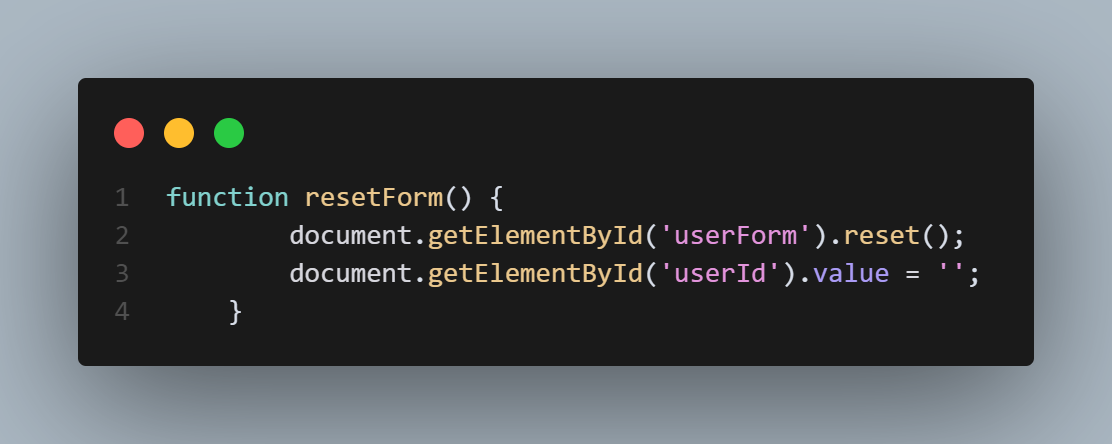 1 function resetForm() {
2         document.getElementById('userForm').reset();
3         document.getElementById('userId').value = '';
4     }